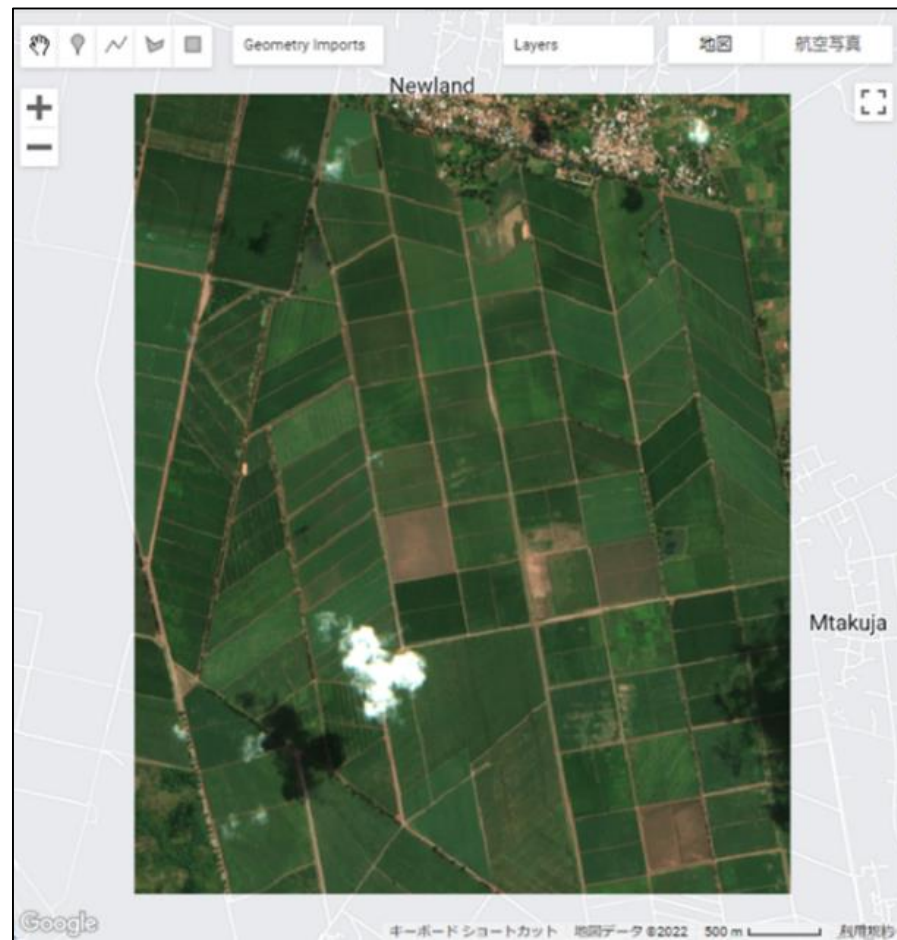 Geometry Imports
Layers
地図
航空写真
Newland
Mtakuja
Google
キーボード ショートカット
地図データ ©2022
500 m
利用規約